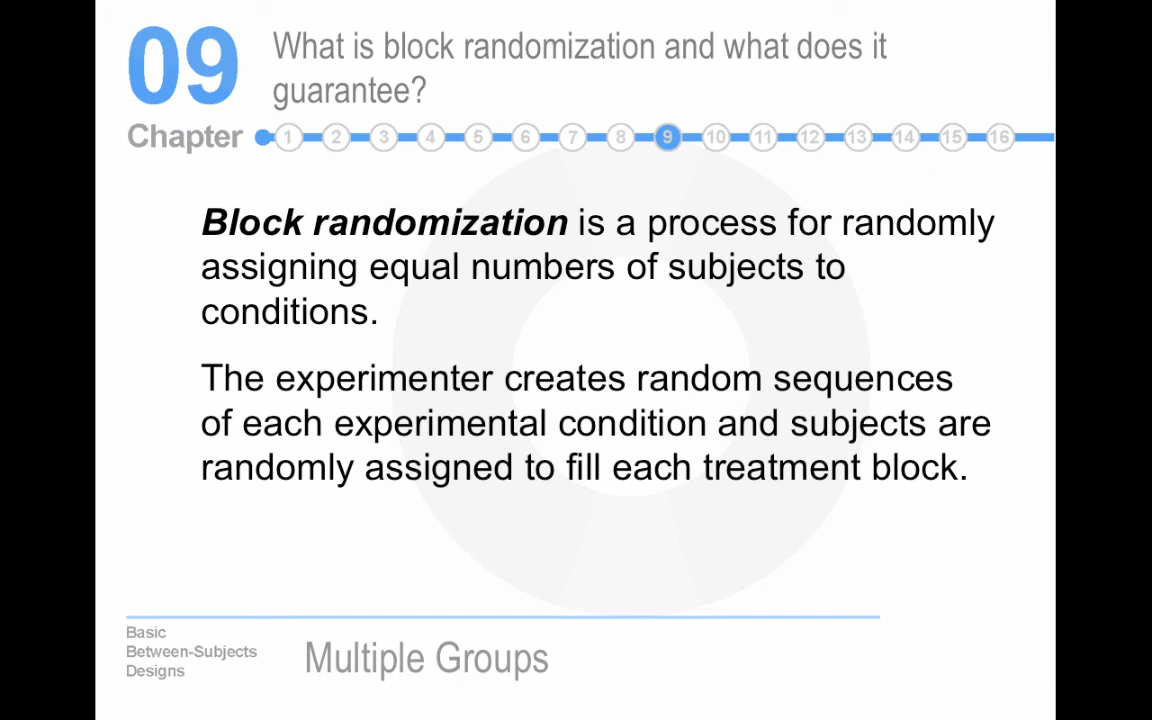 09
What is block randomization and what does it
guarantee?
Chapter
1 2 3 4 5 6 7 8 9 10 11 12 13 14 15 16
Block randomization is a process for randomly
assigning equal numbers of subjects to
conditions.
The experimenter creates random sequences
of each experimental condition and subjects are
randomly assigned to fill each treatment block.
Basic
Between-Subjects
Designs
Multiple Groups